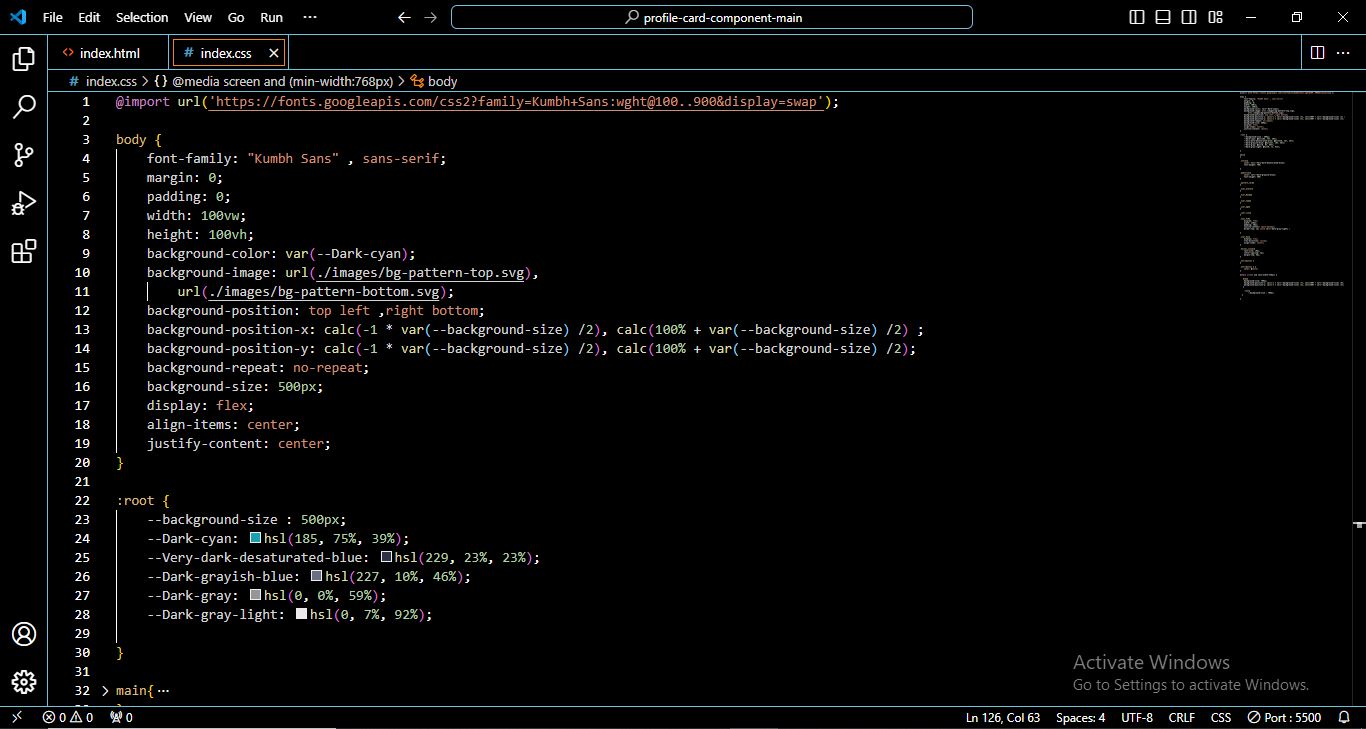 File Edit Selection View Go Run ··· profile-card-component-main
index.html # index.css
# index.css > {} @media screen and (min-width:768px) > body
1 @import url('https://fonts.googleapis.com/css2?family=Kumbh+Sans:wght@100..900&display=swap');
2
3 body {
4 font-family: "Kumbh Sans" , sans-serif;
5 margin: 0;
6 padding: 0;
7 width: 100vw;
8 height: 100vh;
9 background-color: var(--Dark-cyan);
10 background-image: url(./images/bg-pattern-top.svg),
11 url(./images/bg-pattern-bottom.svg);
12 background-position: top left ,right bottom;
13 background-position-x: calc(-1 * var(--background-size) /2), calc(100% + var(--background-size) /2) ;
14 background-position-y: calc(-1 * var(--background-size) /2), calc(100% + var(--background-size) /2);
15 background-repeat: no-repeat;
16 background-size: 500px;
17 display: flex;
18 align-items: center;
19 justify-content: center;
20 }
21
22 :root {
23 --background-size : 500px;
24 --Dark-cyan: hsl(185, 75%, 39%);
25 --Very-dark-desaturated-blue: hsl(229, 23%, 23%);
26 --Dark-grayish-blue: hsl(227, 10%, 46%);
27 --Dark-gray: hsl(0, 0%, 59%);
28 --Dark-gray-light: hsl(0, 7%, 92%);
29
30 }
31
32 > main{···
Activate Windows
Go to Settings to activate Windows.
0 0 0 Ln 126, Col 63 Spaces: 4 UTF-8 CRLF CSS Port : 5500